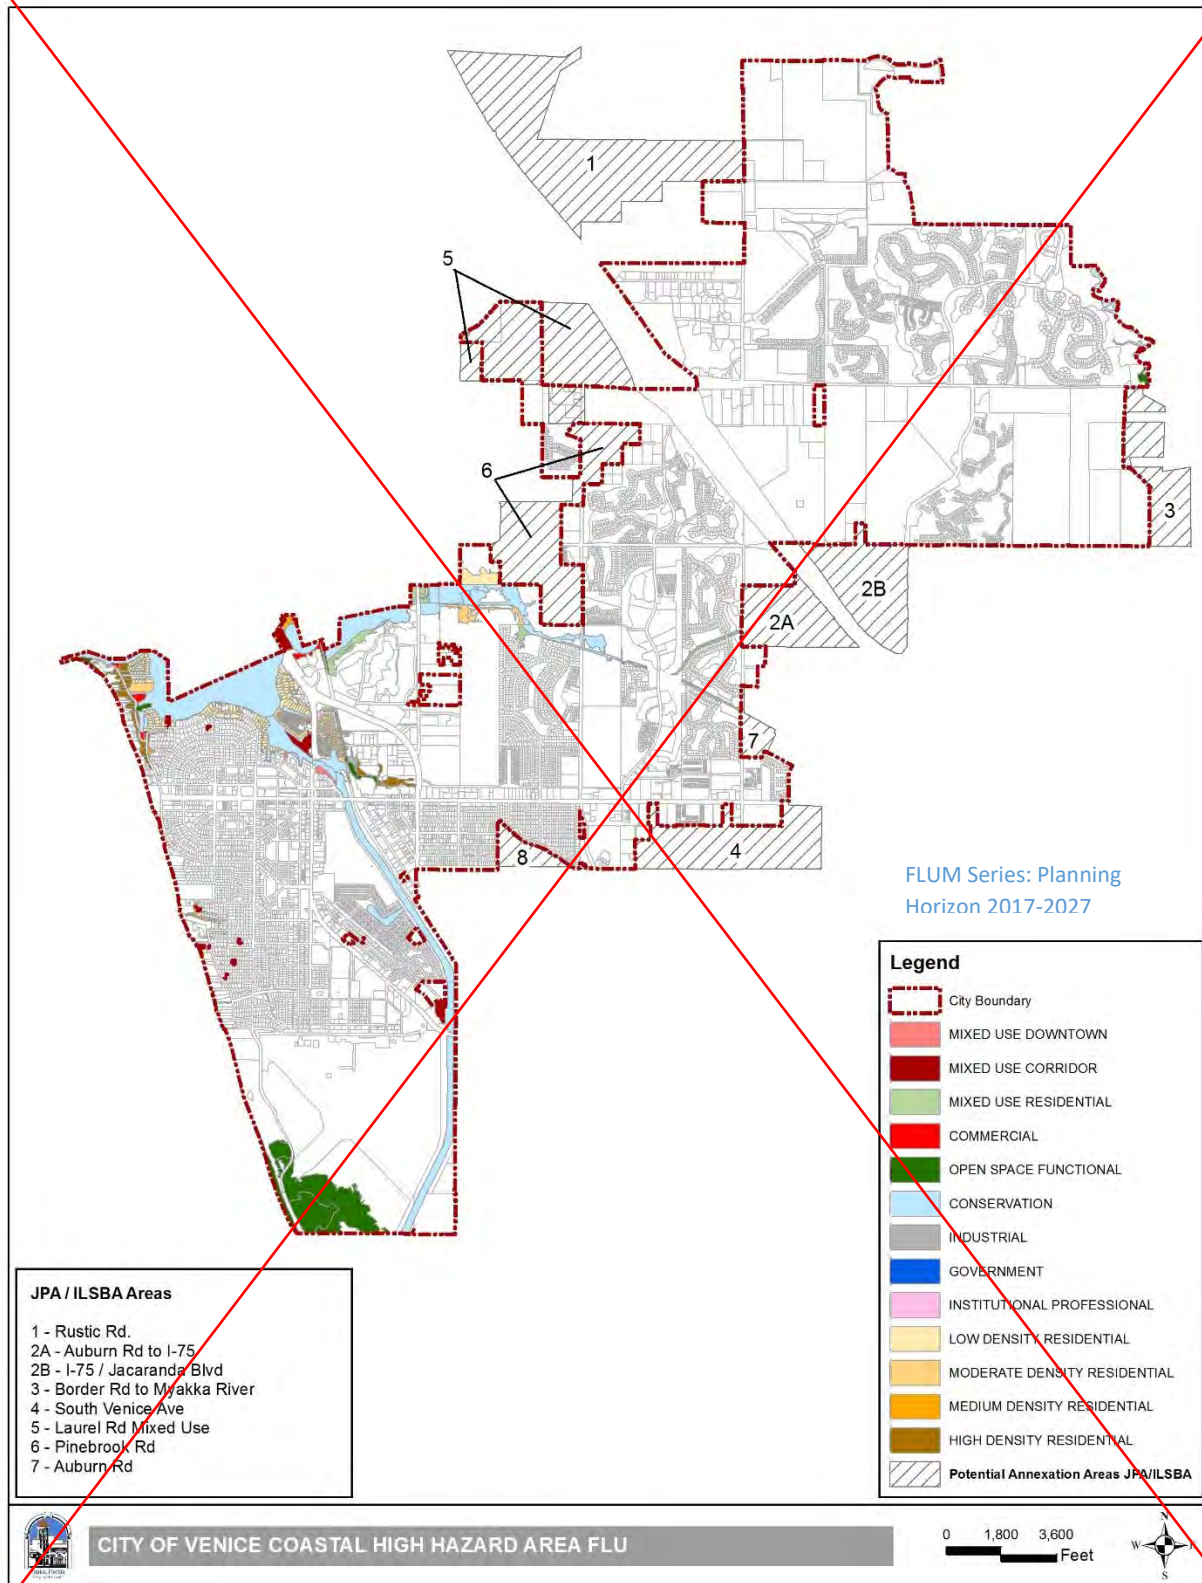 1
5
6
3
2B
2A
7
8
4
FLUM Series: Planning
Horizon 2017-2027
Legend
City Boundary
MIXED USE DOWNTOWN
MIXED USE CORRIDOR
MIXED USE RESIDENTIAL
COMMERCIAL
OPEN SPACE FUNCTIONAL
CONSERVATION
INDUSTRIAL
GOVERNMENT
INSTITUTIONAL PROFESSIONAL
LOW DENSITY RESIDENTIAL
MODERATE DENSITY RESIDENTIAL
MEDIUM DENSITY RESIDENTIAL
HIGH DENSITY RESIDENTIAL
Potential Annexation Areas JPA/ILSBA
JPA / ILSBA Areas
1 - Rustic Rd.
2A - Auburn Rd to I-75
2B - I-75 / Jacaranda Blvd
3 - Border Rd to Myakka River
4 - South Venice Ave
5 - Laurel Rd Mixed Use
6 - Pinebrook Rd
7 - Auburn Rd
CITY OF VENICE COASTAL HIGH HAZARD AREA FLU
0 1,800 3,600
Feet
N
W
S